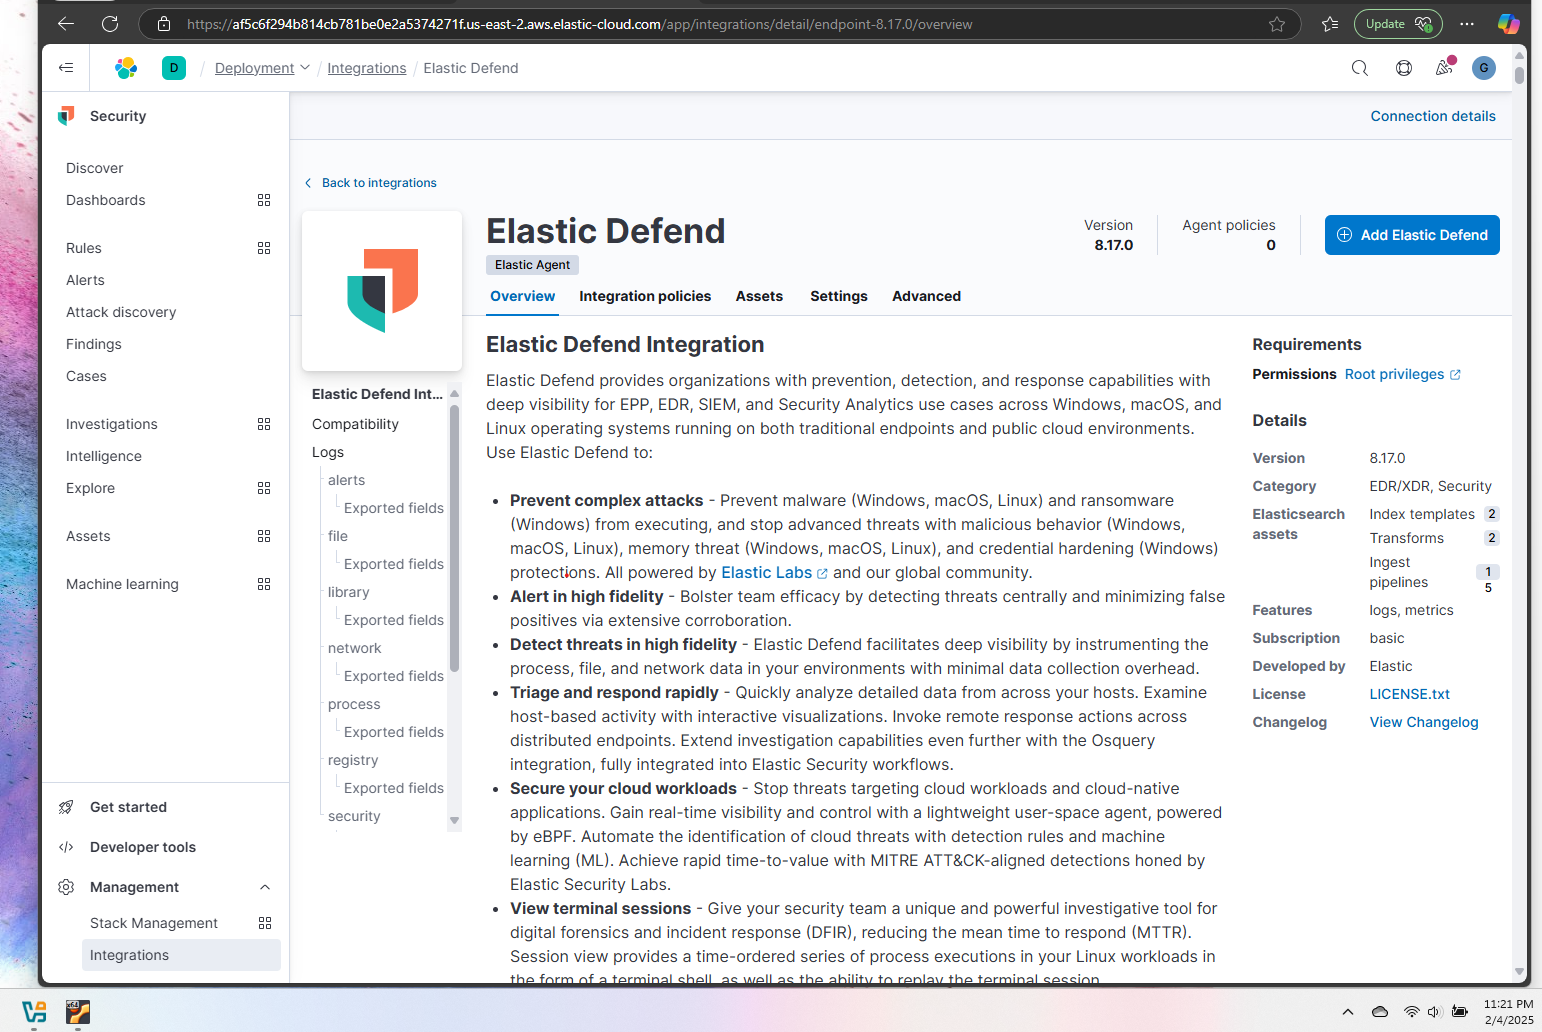 https://af5c6f294b814cb781be0e2a5374271f.us-east-2.aws.elastic-cloud.com/app/integrations/detail/endpoint-8.17.0/overview
Update
D
Deployment / Integrations / Elastic Defend
G
Security
Connection details
Discover
Dashboards
Rules
Alerts
Attack discovery
Findings
Cases
Investigations
Intelligence
Explore
Assets
Machine learning
Get started
Developer tools
Management
Stack Management
Integrations
Back to integrations
Elastic Defend
Elastic Agent
Version
8.17.0
Agent policies
0
Add Elastic Defend
Overview
Integration policies
Assets
Settings
Advanced
Elastic Defend Int...
Compatibility
Logs
alerts
Exported fields
file
Exported fields
library
Exported fields
network
Exported fields
process
Exported fields
registry
Exported fields
security
Elastic Defend Integration
Elastic Defend provides organizations with prevention, detection, and response capabilities with
deep visibility for EPP, EDR, SIEM, and Security Analytics use cases across Windows, macOS, and
Linux operating systems running on both traditional endpoints and public cloud environments.
Use Elastic Defend to:
• Prevent complex attacks - Prevent malware (Windows, macOS, Linux) and ransomware
(Windows) from executing, and stop advanced threats with malicious behavior (Windows,
macOS, Linux), memory threat (Windows, macOS, Linux), and credential hardening (Windows)
protections. All powered by Elastic Labs and our global community.
• Alert in high fidelity - Bolster team efficacy by detecting threats centrally and minimizing false
positives via extensive corroboration.
• Detect threats in high fidelity - Elastic Defend facilitates deep visibility by instrumenting the
process, file, and network data in your environments with minimal data collection overhead.
• Triage and respond rapidly - Quickly analyze detailed data from across your hosts. Examine
host-based activity with interactive visualizations. Invoke remote response actions across
distributed endpoints. Extend investigation capabilities even further with the Osquery
integration, fully integrated into Elastic Security workflows.
• Secure your cloud workloads - Stop threats targeting cloud workloads and cloud-native
applications. Gain real-time visibility and control with a lightweight user-space agent, powered
by eBPF. Automate the identification of cloud threats with detection rules and machine
learning (ML). Achieve rapid time-to-value with MITRE ATT&CK-aligned detections honed by
Elastic Security Labs.
• View terminal sessions - Give your security team a unique and powerful investigative tool for
digital forensics and incident response (DFIR), reducing the mean time to respond (MTTR).
Session view provides a time-ordered series of process executions in your Linux workloads in
the form of a terminal shell, as well as the ability to replay the terminal session.
Requirements
Permissions Root privileges
Details
Version 8.17.0
Category EDR/XDR, Security
Elasticsearch assets
Index templates 2
Transforms 2
Ingest pipelines 15
Features logs, metrics
Subscription basic
Developed by Elastic
License LICENSE.txt
Changelog View Changelog
x64
11:21 PM
2/4/2025